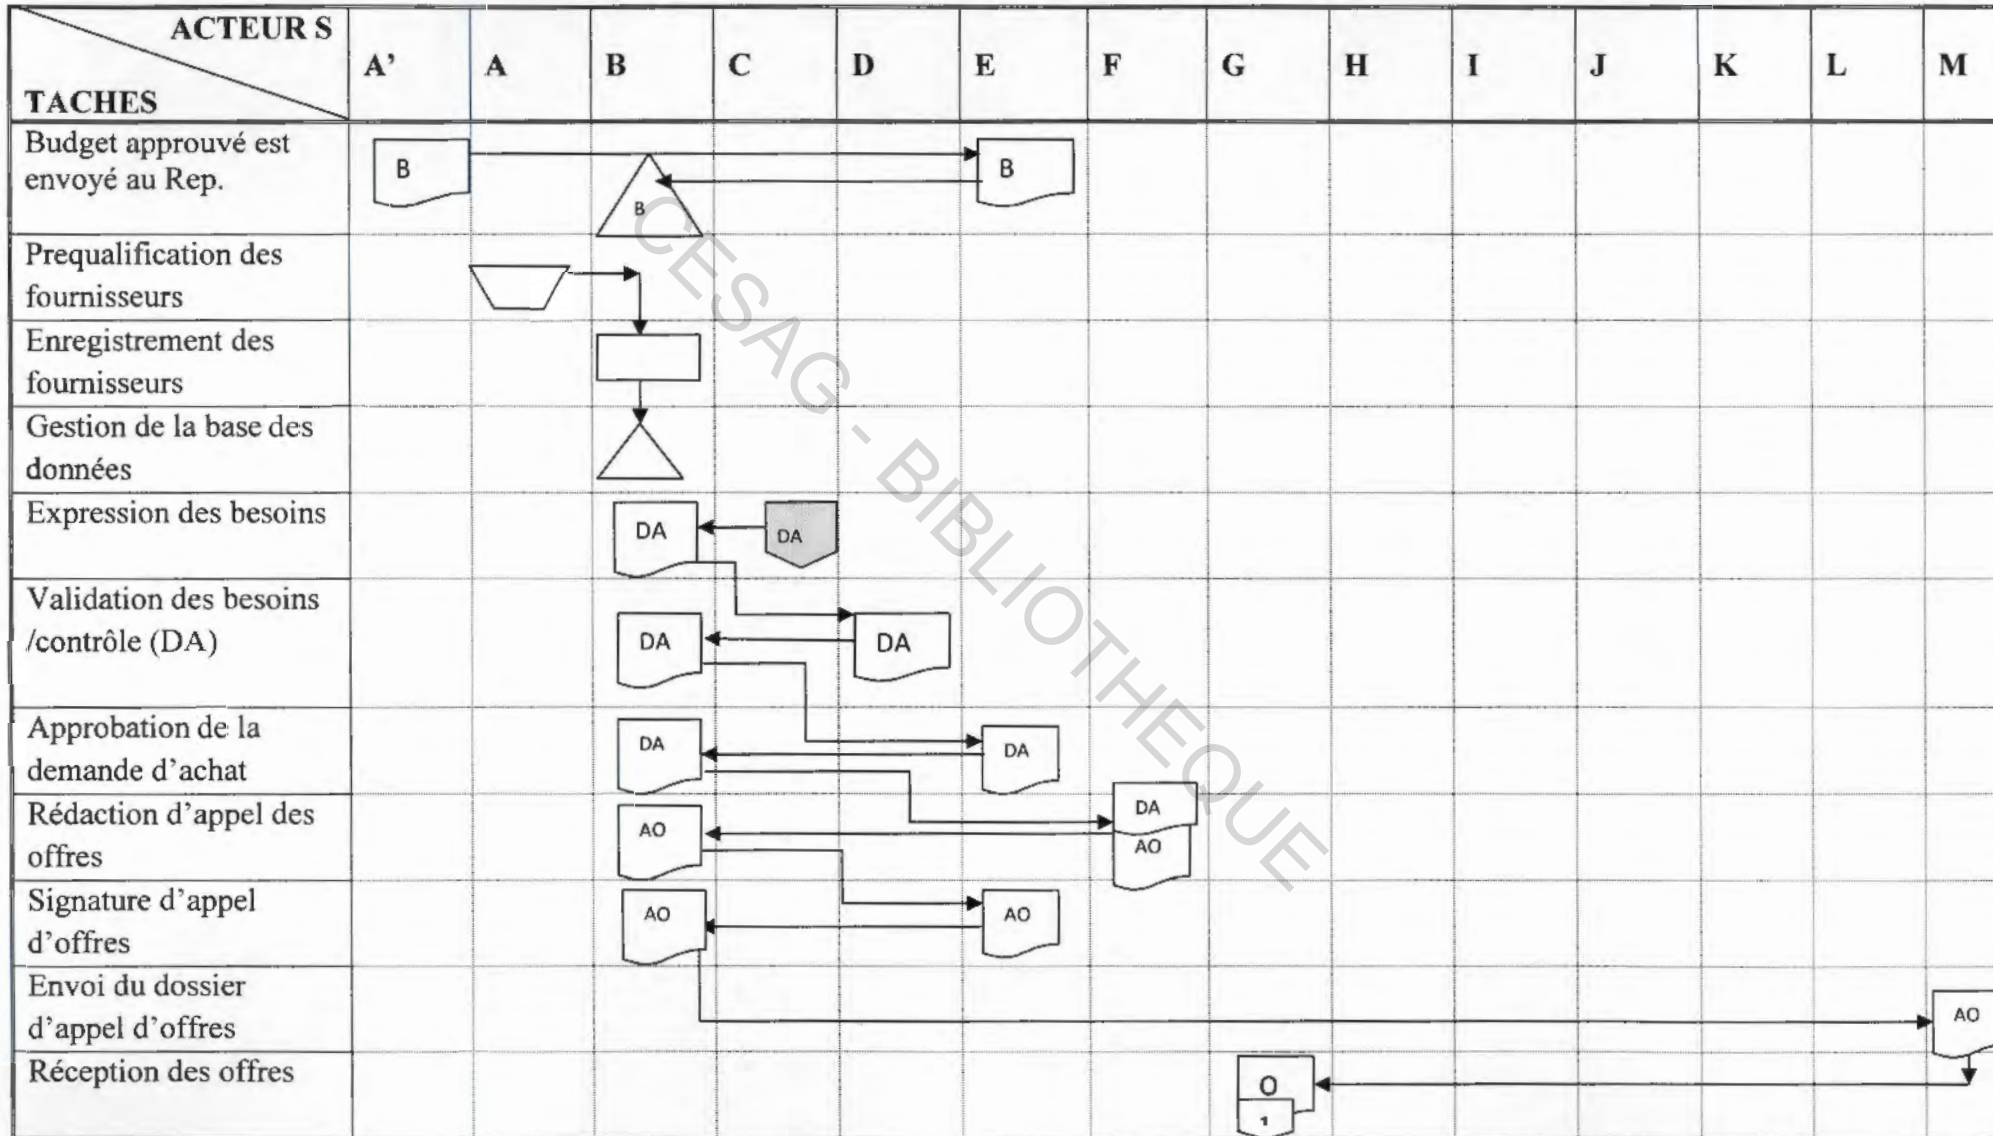 ACTEUR S
TACHES
A' A B C D E F G H I J K L M
Budget approuvé est
envoyé au Rep.
B
B
B
Prequalification des
fournisseurs
Enregistrement des
fournisseurs
Gestion de la base des
données
Expression des besoins
DA
DA
Validation des besoins
/contrôle (DA)
DA
DA
Approbation de la
demande d'achat
DA
DA
Rédaction d'appel des
offres
AO
DA
AO
Signature d'appel
d'offres
AO
AO
Envoi du dossier
d'appel d'offres
AO
Réception des offres
O
1
CESAG - BIBLIOTHEQUE